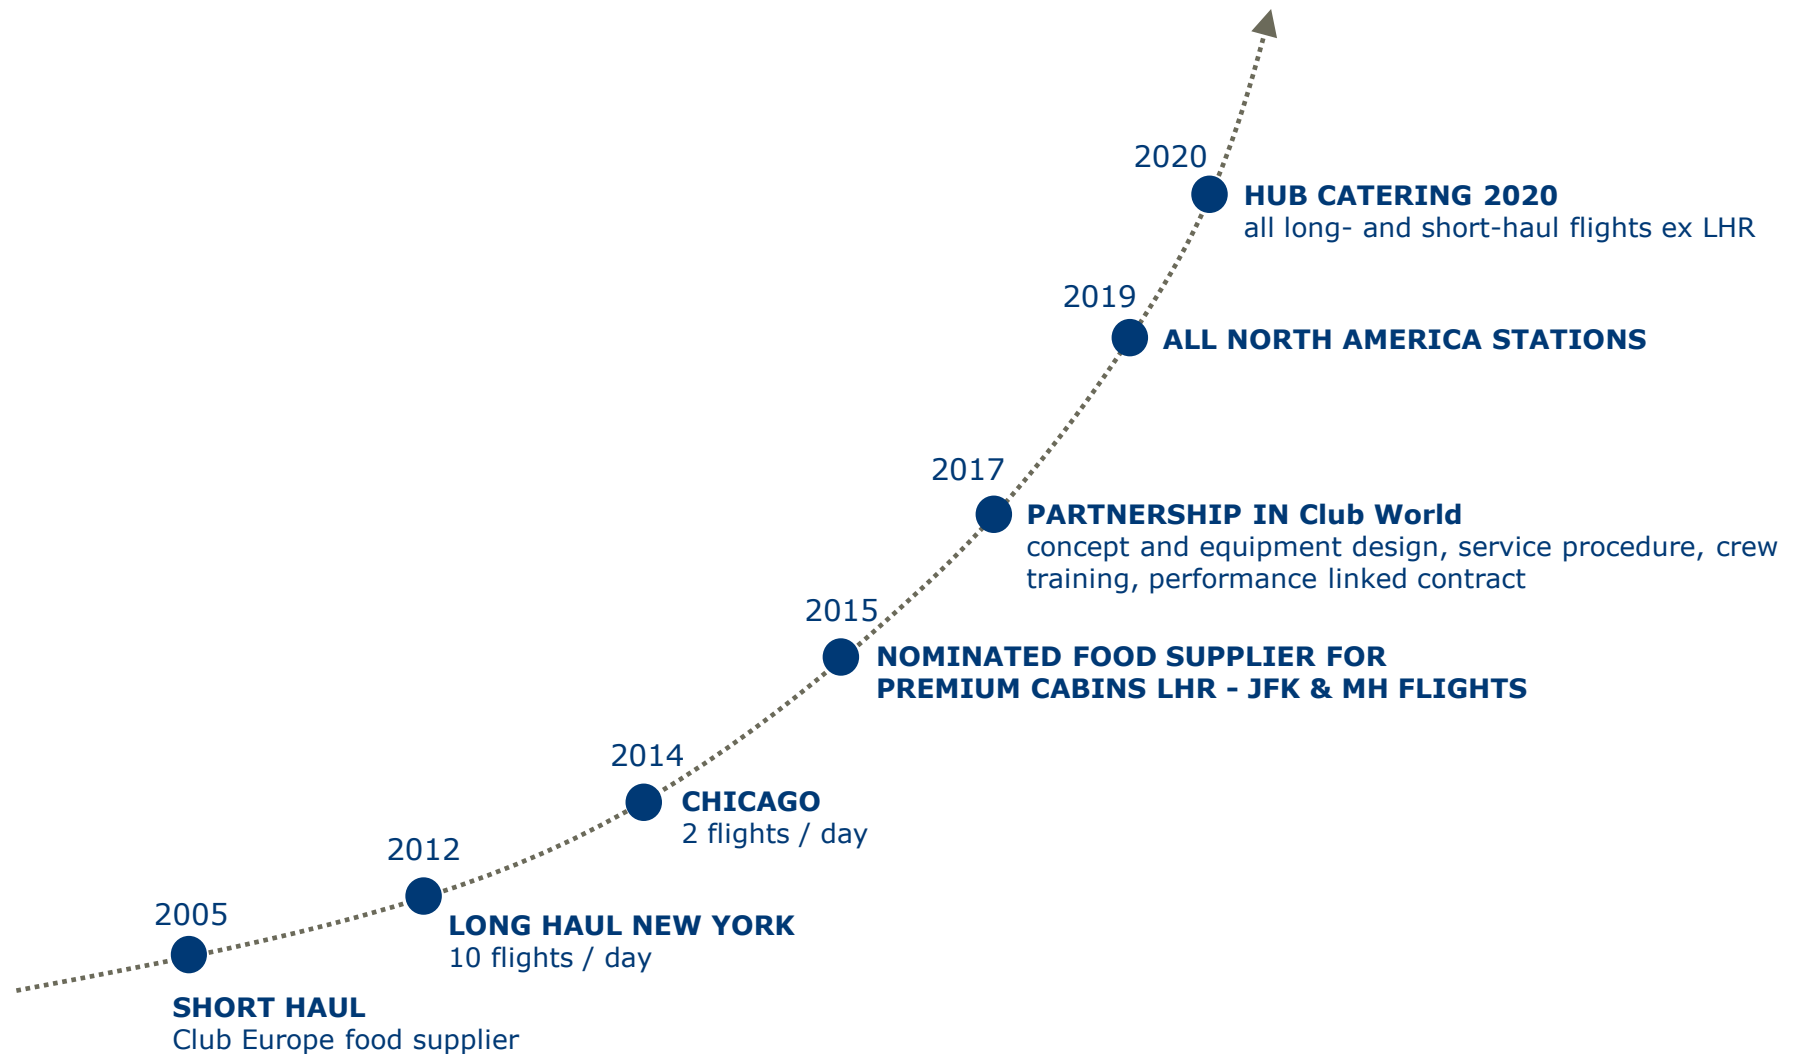 2020
HUB CATERING 2020
all long- and short-haul flights ex LHR
2019
ALL NORTH AMERICA STATIONS
2017
PARTNERSHIP IN Club World
concept and equipment design, service procedure, crew
training, performance linked contract
2015
NOMINATED FOOD SUPPLIER FOR
PREMIUM CABINS LHR - JFK & MH FLIGHTS
2014
CHICAGO
2 flights / day
2012
LONG HAUL NEW YORK
10 flights / day
2005
SHORT HAUL
Club Europe food supplier